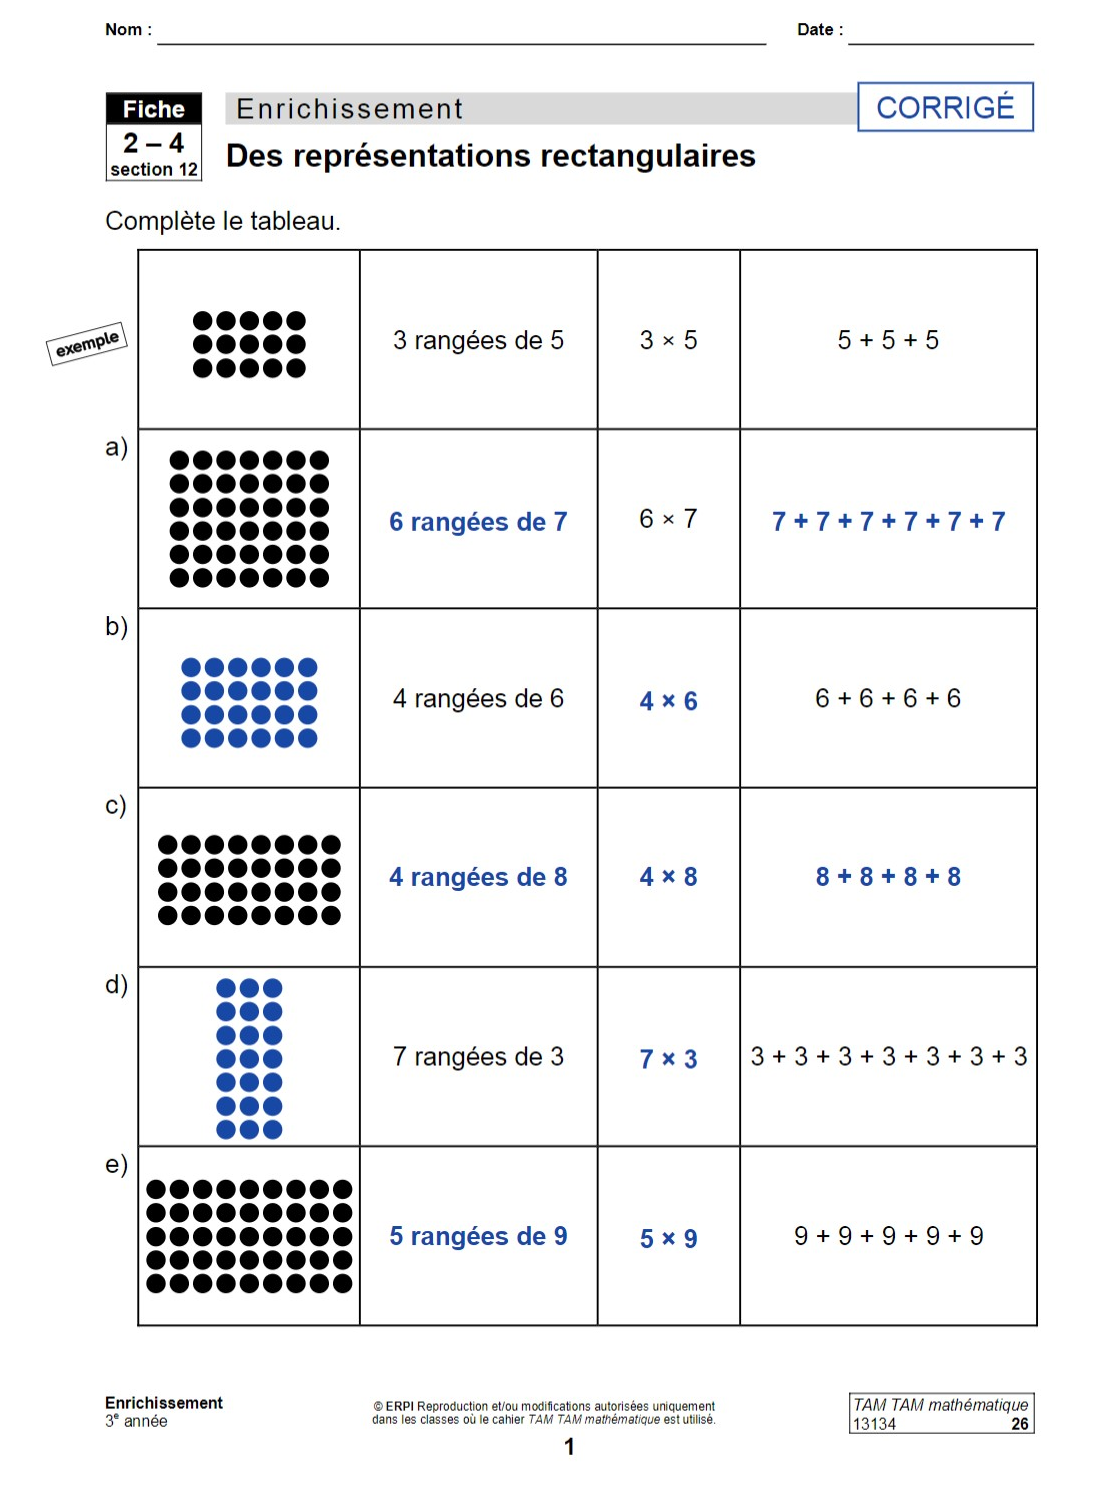 Nom :
Date :
Fiche
2 – 4
section 12
Enrichissement
CORRIGÉ
Des représentations rectangulaires
Complète le tableau.
exemple
3 rangées de 5
3 × 5
5 + 5 + 5
a)
6 rangées de 7
6 × 7
7 + 7 + 7 + 7 + 7 + 7
b)
4 rangées de 6
4 × 6
6 + 6 + 6 + 6
c)
4 rangées de 8
4 × 8
8 + 8 + 8 + 8
d)
7 rangées de 3
7 × 3
3 + 3 + 3 + 3 + 3 + 3 + 3
e)
5 rangées de 9
5 × 9
9 + 9 + 9 + 9 + 9
Enrichissement
3e année
© ERPI Reproduction et/ou modifications autorisées uniquement
dans les classes où le cahier TAM TAM mathématique est utilisé.
TAM TAM mathématique
13134 26
1